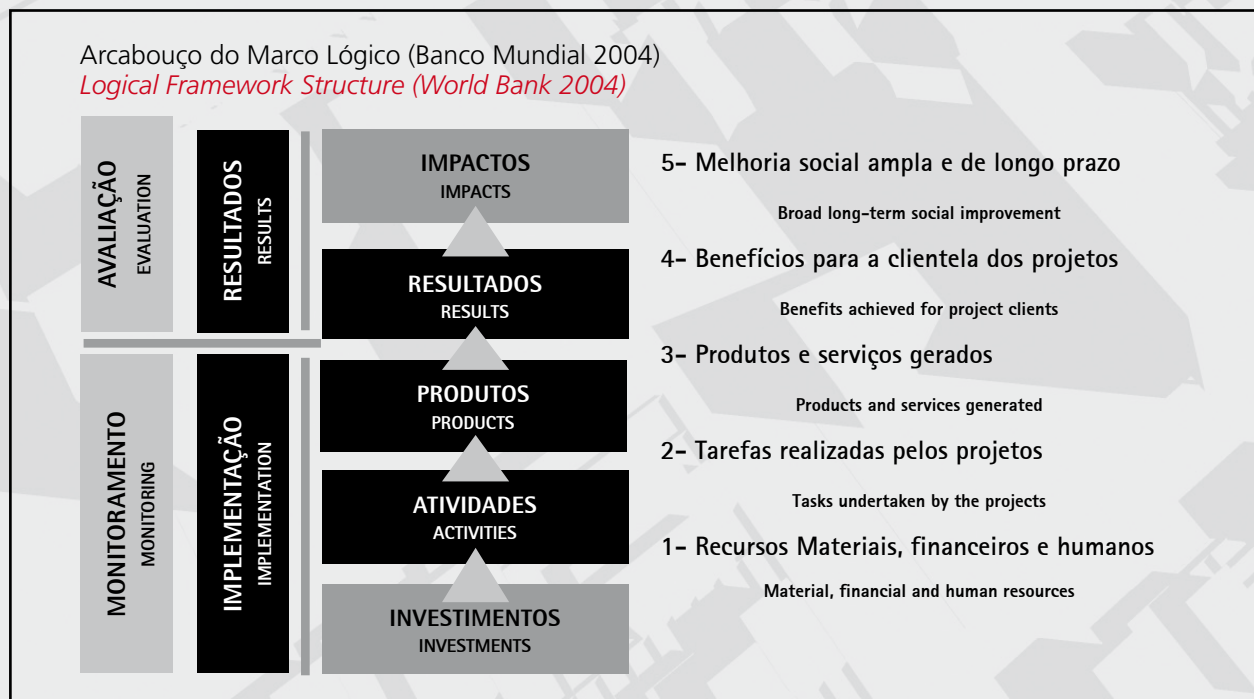 Arcabouço do Marco Lógico (Banco Mundial 2004)
Logical Framework Structure (World Bank 2004)
AVALIAÇÃO
EVALUATION
RESULTADOS
RESULTS
IMPACTOS
IMPACTS
5- Melhoria social ampla e de longo prazo
Broad long-term social improvement
RESULTADOS
RESULTS
4- Benefícios para a clientela dos projetos
Benefits achieved for project clients
MONITORAMENTO
MONITORING
IMPLEMENTAÇÃO
IMPLEMENTATION
PRODUTOS
PRODUCTS
3- Produtos e serviços gerados
Products and services generated
ATIVIDADES
ACTIVITIES
2- Tarefas realizadas pelos projetos
Tasks undertaken by the projects
INVESTIMENTOS
INVESTMENTS
1- Recursos Materiais, financeiros e humanos
Material, financial and human resources